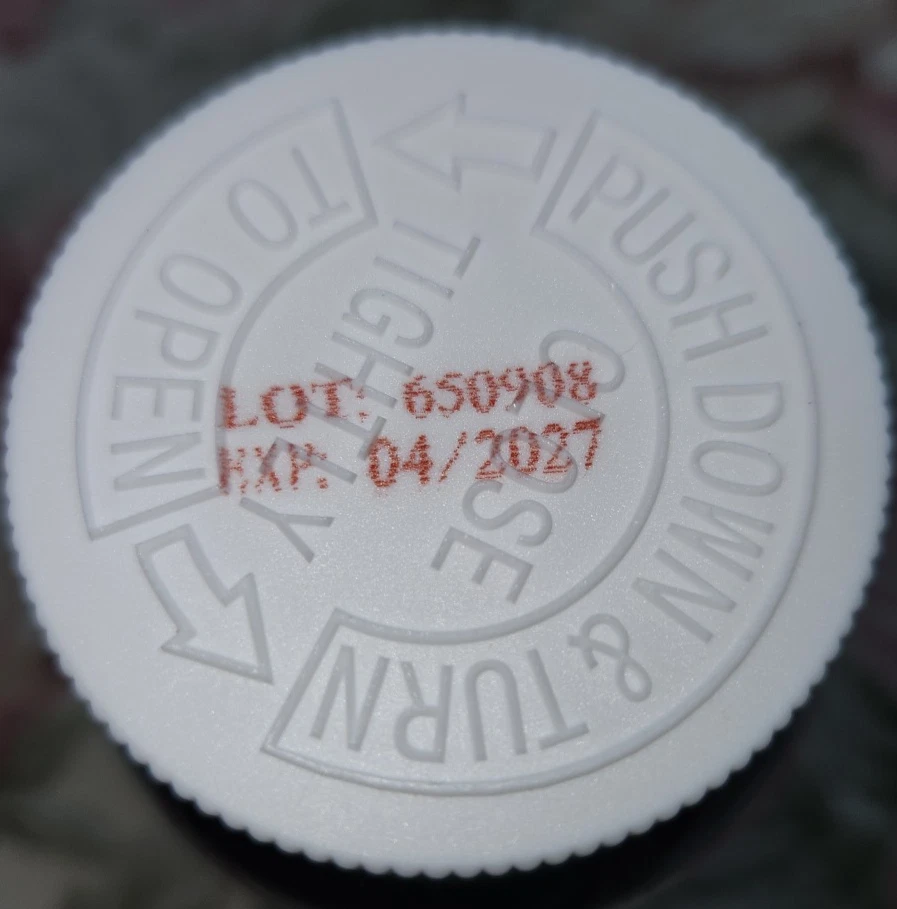 PUSH DOWN & TURN
TO OPEN
CLOSE
TIGHTLY
LOT: 650908
EXP: 04/2027